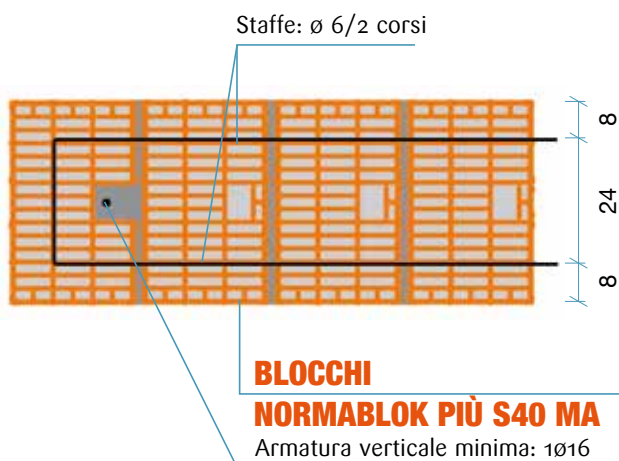 Staffe: ø 6/2 corsi
8
24
8
BLOCCHI
NORMABLOK PIÙ S40 MA
Armatura verticale minima: 1ø16